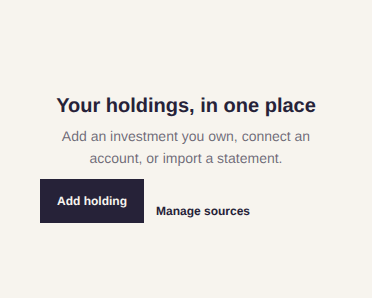 Your holdings, in one place
Add an investment you own, connect an
account, or import a statement.
Add holding
Manage sources